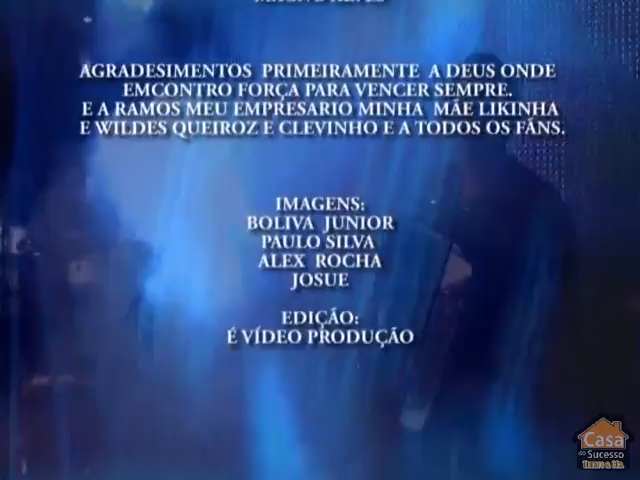 AGRADESIMENTOS PRIMEIRAMENTE A DEUS ONDE
EMCONTRO FORÇA PARA VENCER SEMPRE.
E A RAMOS MEU EMPRESARIO MINHA MÃE LIKINHA
E WILDES QUEIROZ E CLEVINHO E A TODOS OS FÃNS.
IMAGENS:
BOLIVA JUNIOR
PAULO SILVA
ALEX ROCHA
JOSUE
EDIÇÃO:
É VÍDEO PRODUÇÃO
Casa
do Sucesso